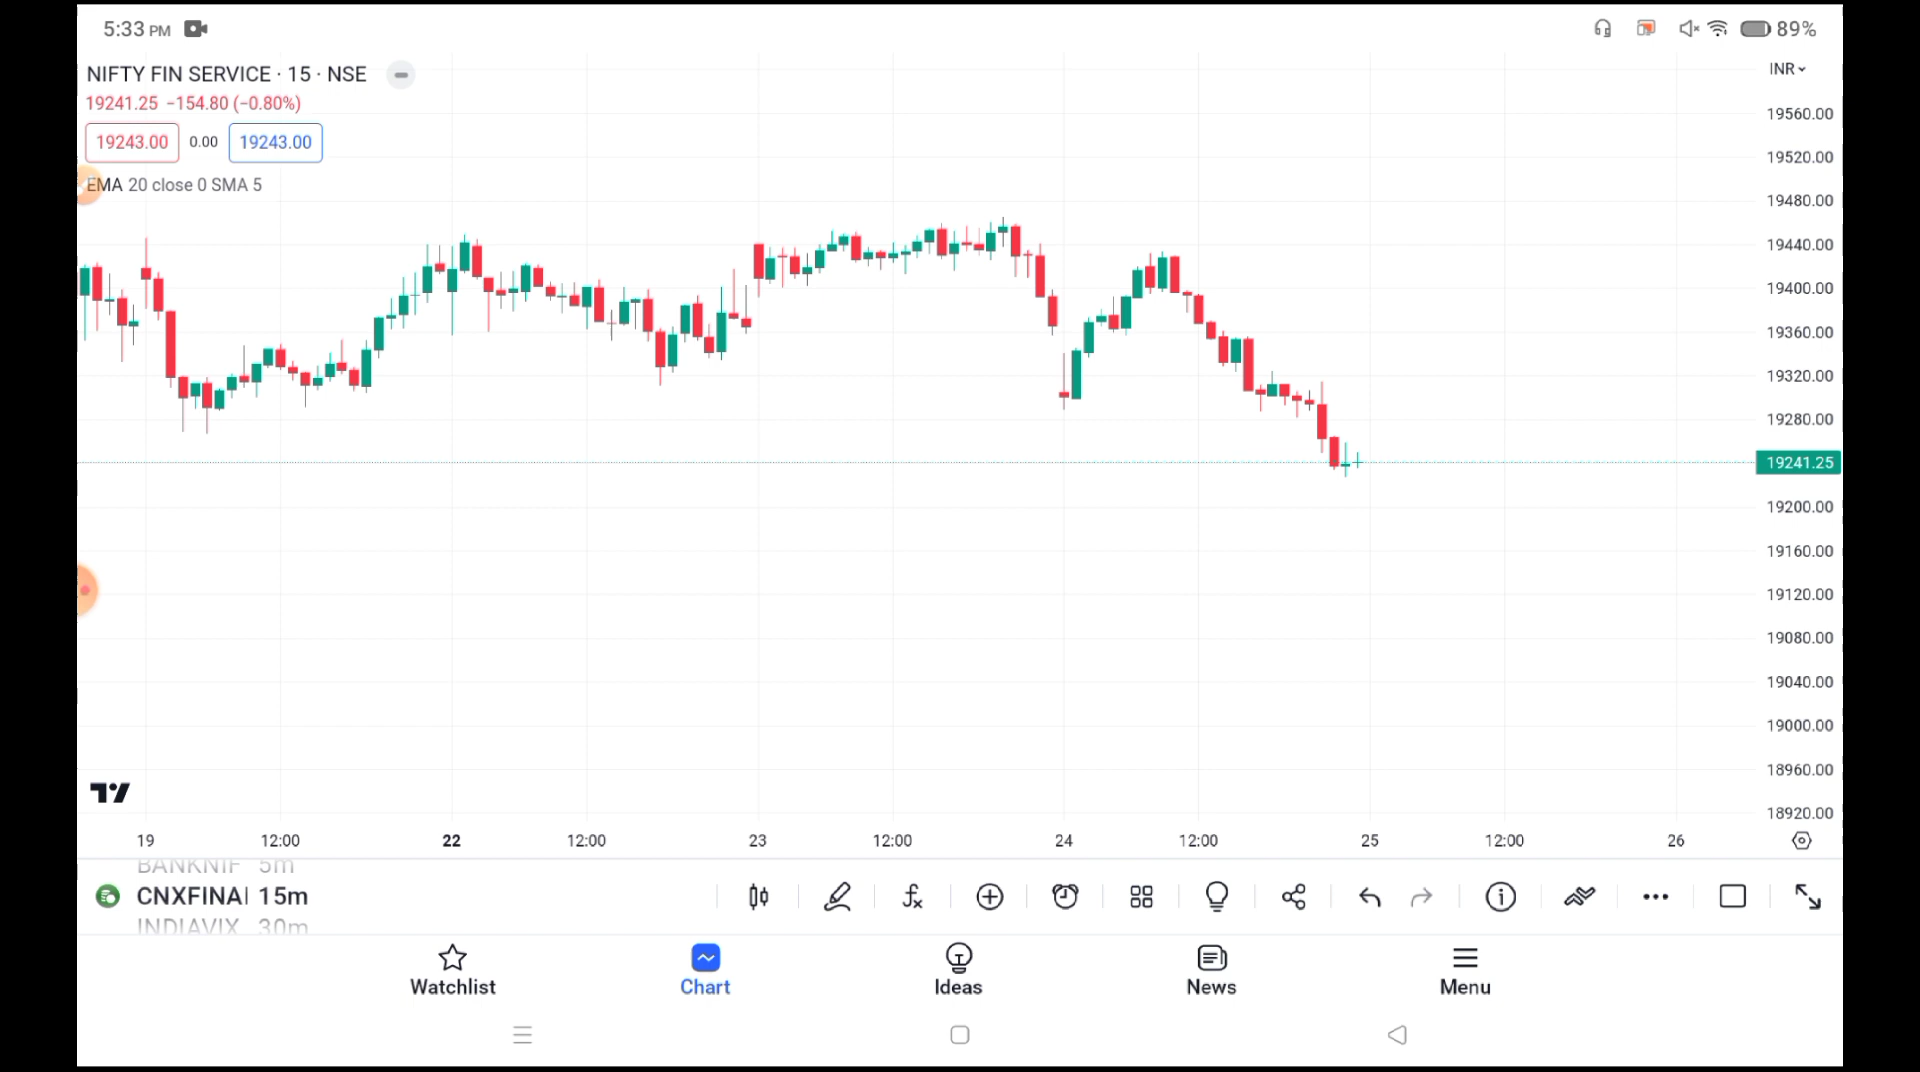 5:33 PM 89%
NIFTY FIN SERVICE · 15 · NSE
INR
19241.25 −154.80 (−0.80%)
19243.00 0.00 19243.00
EMA 20 close 0 SMA 5
19560.00
19520.00
19480.00
19440.00
19400.00
19360.00
19320.00
19280.00
19241.25
19200.00
19160.00
19120.00
19080.00
19040.00
19000.00
18960.00
18920.00
19 12:00 22 12:00 23 12:00 24 12:00 25 12:00 26
BANKNIF 5m
CNXFINAI 15m
INDIAVIX 30m
Watchlist Chart Ideas News Menu